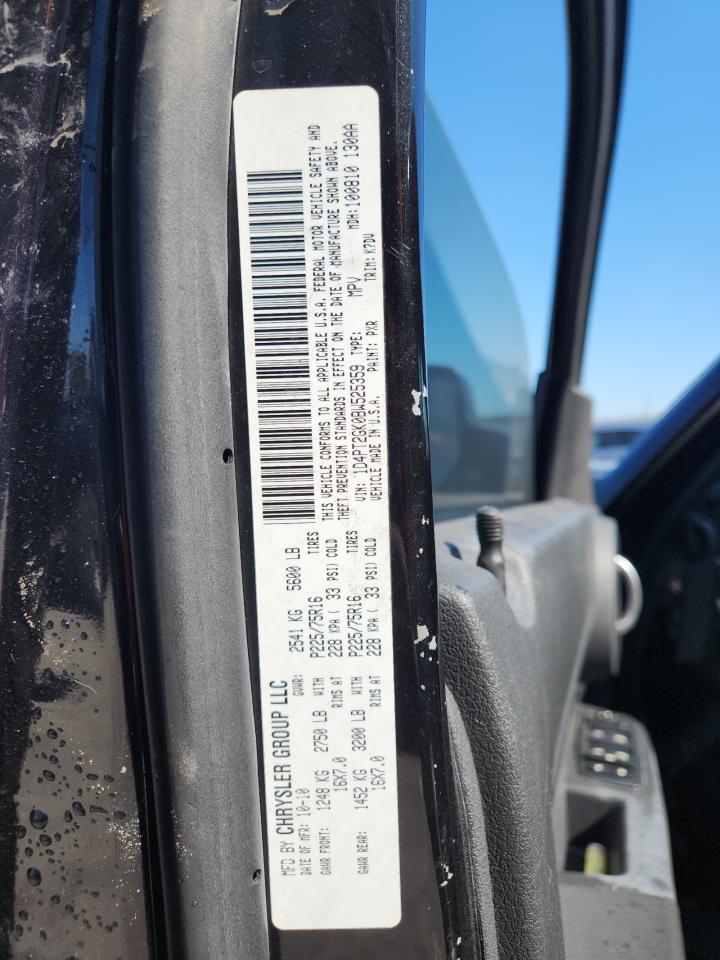 MFD BY CHRYSLER GROUP LLC
DATE OF MFR: 10-10 GVWR: 2541 KG 5600 LB
GAWR FRONT: 1248 KG 2750 LB WITH P225/75R16 TIRES
16X7.0 RIMS AT 228 KPA ( 33 PSI) COLD
GAWR REAR: 1452 KG 3200 LB WITH P225/75R16 TIRES
16X7.0 RIMS AT 228 KPA ( 33 PSI) COLD
THIS VEHICLE CONFORMS TO ALL APPLICABLE U.S.A. FEDERAL MOTOR VEHICLE SAFETY AND
THEFT PREVENTION STANDARDS IN EFFECT ON THE DATE OF MANUFACTURE SHOWN ABOVE.
VIN: 1D4PT2GK0BW525359 TYPE: MPV MDH:100810 130AA
VEHICLE MADE IN U.S.A. PAINT: PXR TRIM: K7DV